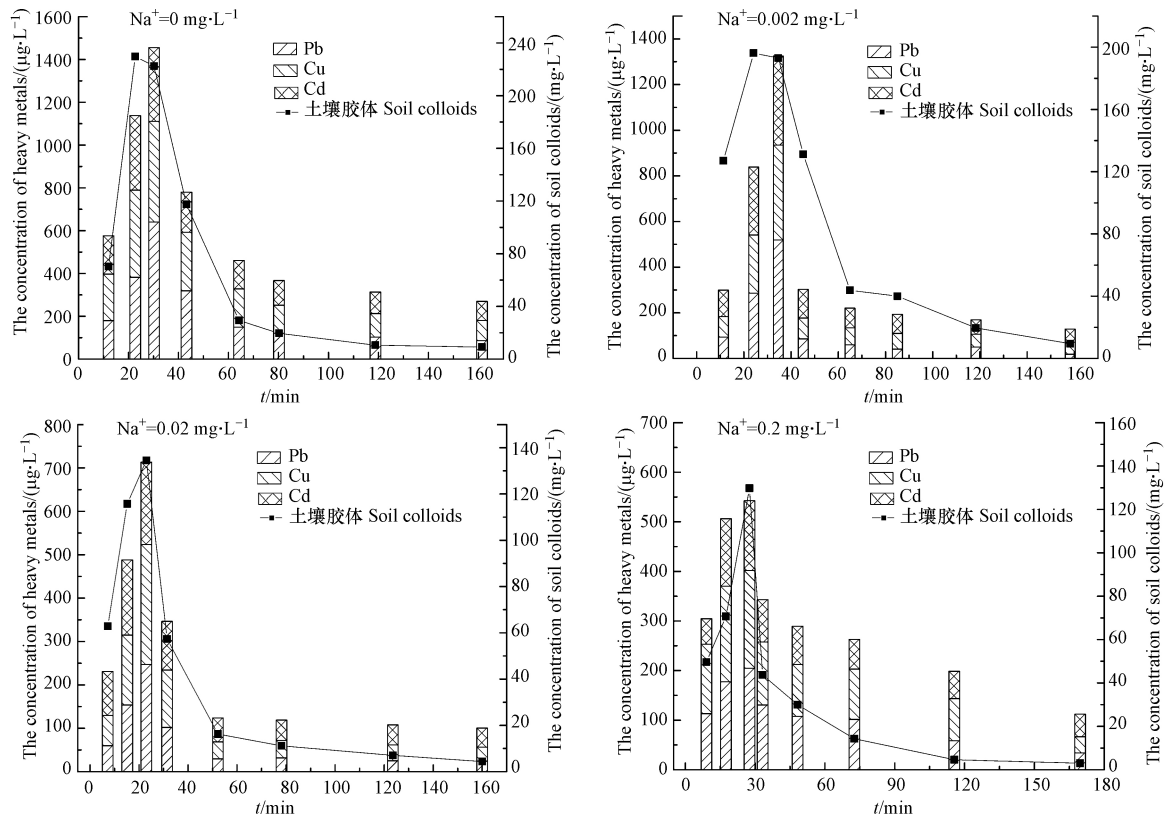 Na⁺=0 mg·L⁻¹
Pb
Cu
Cd
土壤胶体 Soil colloids
The concentration of heavy metals/(μg·L⁻¹)
1600
1400
1200
1000
800
600
400
200
0
The concentration of soil colloids/(mg·L⁻¹)
240
200
160
120
80
40
0
0 20 40 60 80 100 120 140 160
t/min
Na⁺=0.002 mg·L⁻¹
Pb
Cu
Cd
土壤胶体 Soil colloids
The concentration of heavy metals/(μg·L⁻¹)
1400
1300
1400
1000
800
600
400
200
0
The concentration of soil colloids/(mg·L⁻¹)
200
160
120
80
40
0
0 20 40 60 80 100 120 140 160
t/min
Na⁺=0.02 mg·L⁻¹
Pb
Cu
Cd
土壤胶体 Soil colloids
The concentration of heavy metals/(μg·L⁻¹)
800
700
600
500
400
300
200
100
0
The concentration of soil colloids/(mg·L⁻¹)
140
120
100
80
60
40
20
0
0 20 40 60 80 100 120 140 160
t/min
Na⁺=0.2 mg·L⁻¹
Pb
Cu
Cd
土壤胶体 Soil colloids
The concentration of heavy metals/(μg·L⁻¹)
700
600
500
400
300
200
100
0
The concentration of soil colloids/(mg·L⁻¹)
160
140
120
100
80
60
40
20
0
0 30 60 90 120 150 180
t/min